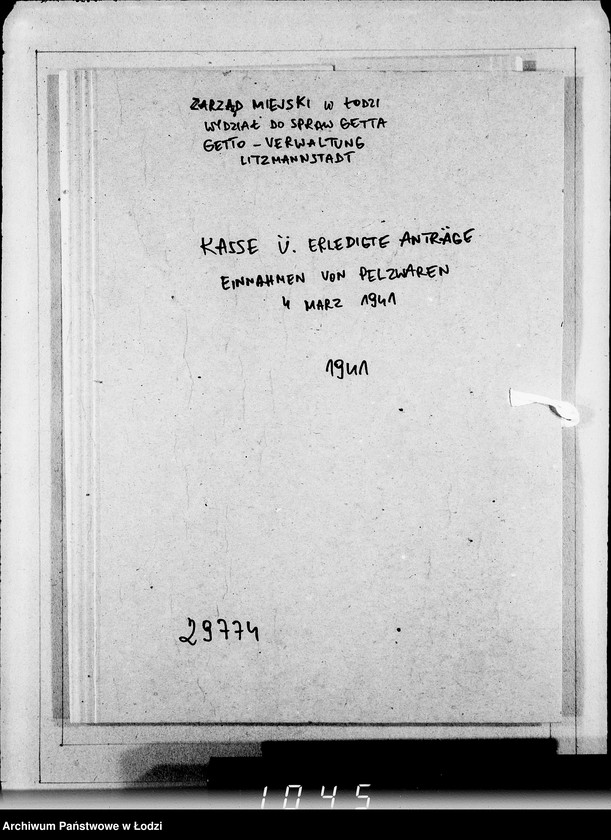 ZARZĄD MIEJSKI W ŁODZI
WYDZIAŁ DO SPRAW GETTA
GETTO - VERWALTUNG
LITZMANNSTADT
KASSE Ü. ERLEDIGTE ANTRÄGE
EINNAHMEN VON PELZWAREN
4 MARZ 1941
1941
29774
1045
Archiwum Państwowe w Łodzi